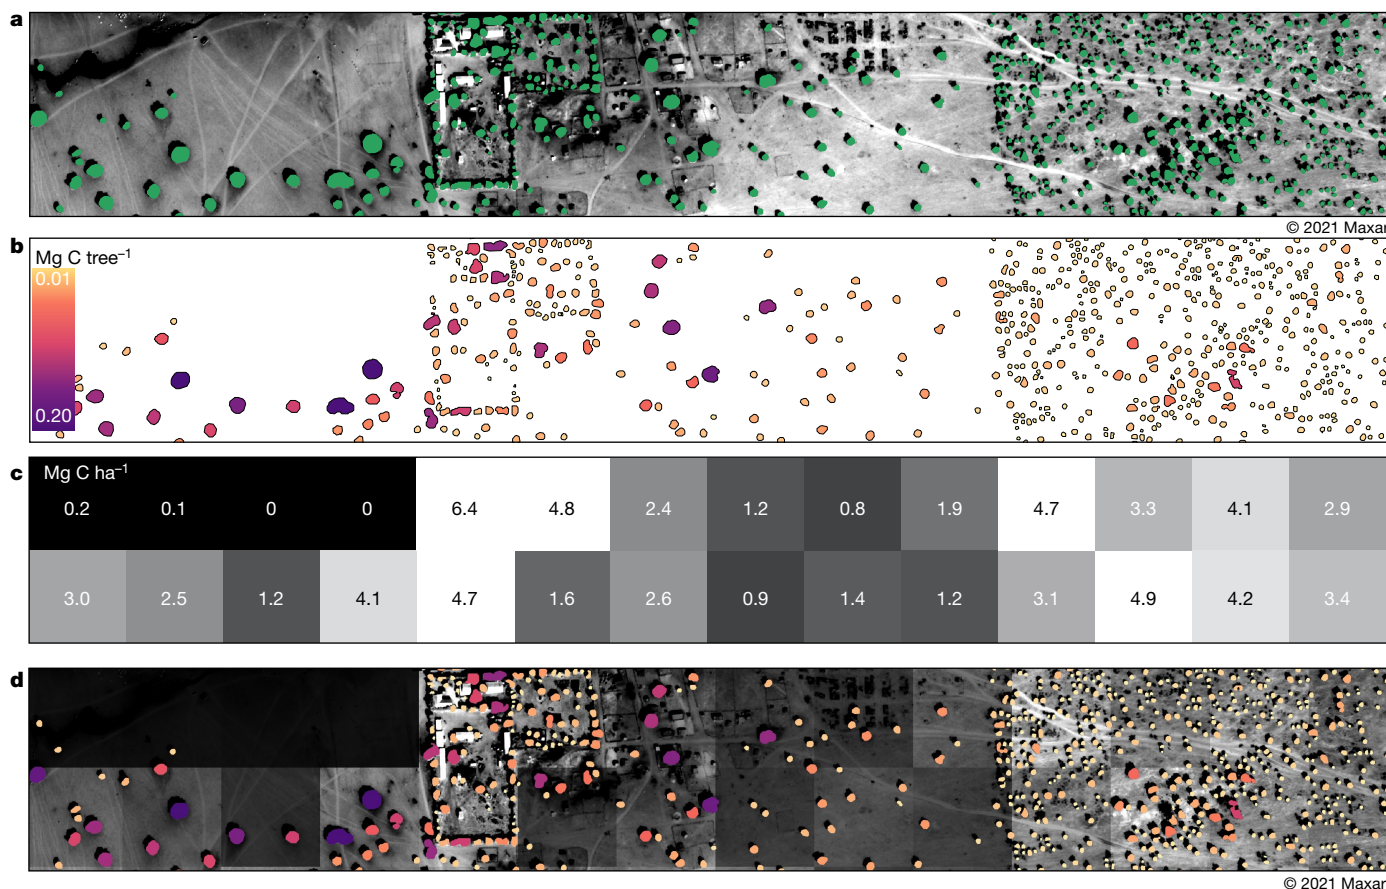 a
© 2021 Maxar
b
Mg C tree⁻¹
0.01
0.20
c
Mg C ha⁻¹
0.2 0.1 0 0 6.4 4.8 2.4 1.2 0.8 1.9 4.7 3.3 4.1 2.9
3.0 2.5 1.2 4.1 4.7 1.6 2.6 0.9 1.4 1.2 3.1 4.9 4.2 3.4
d
© 2021 Maxar